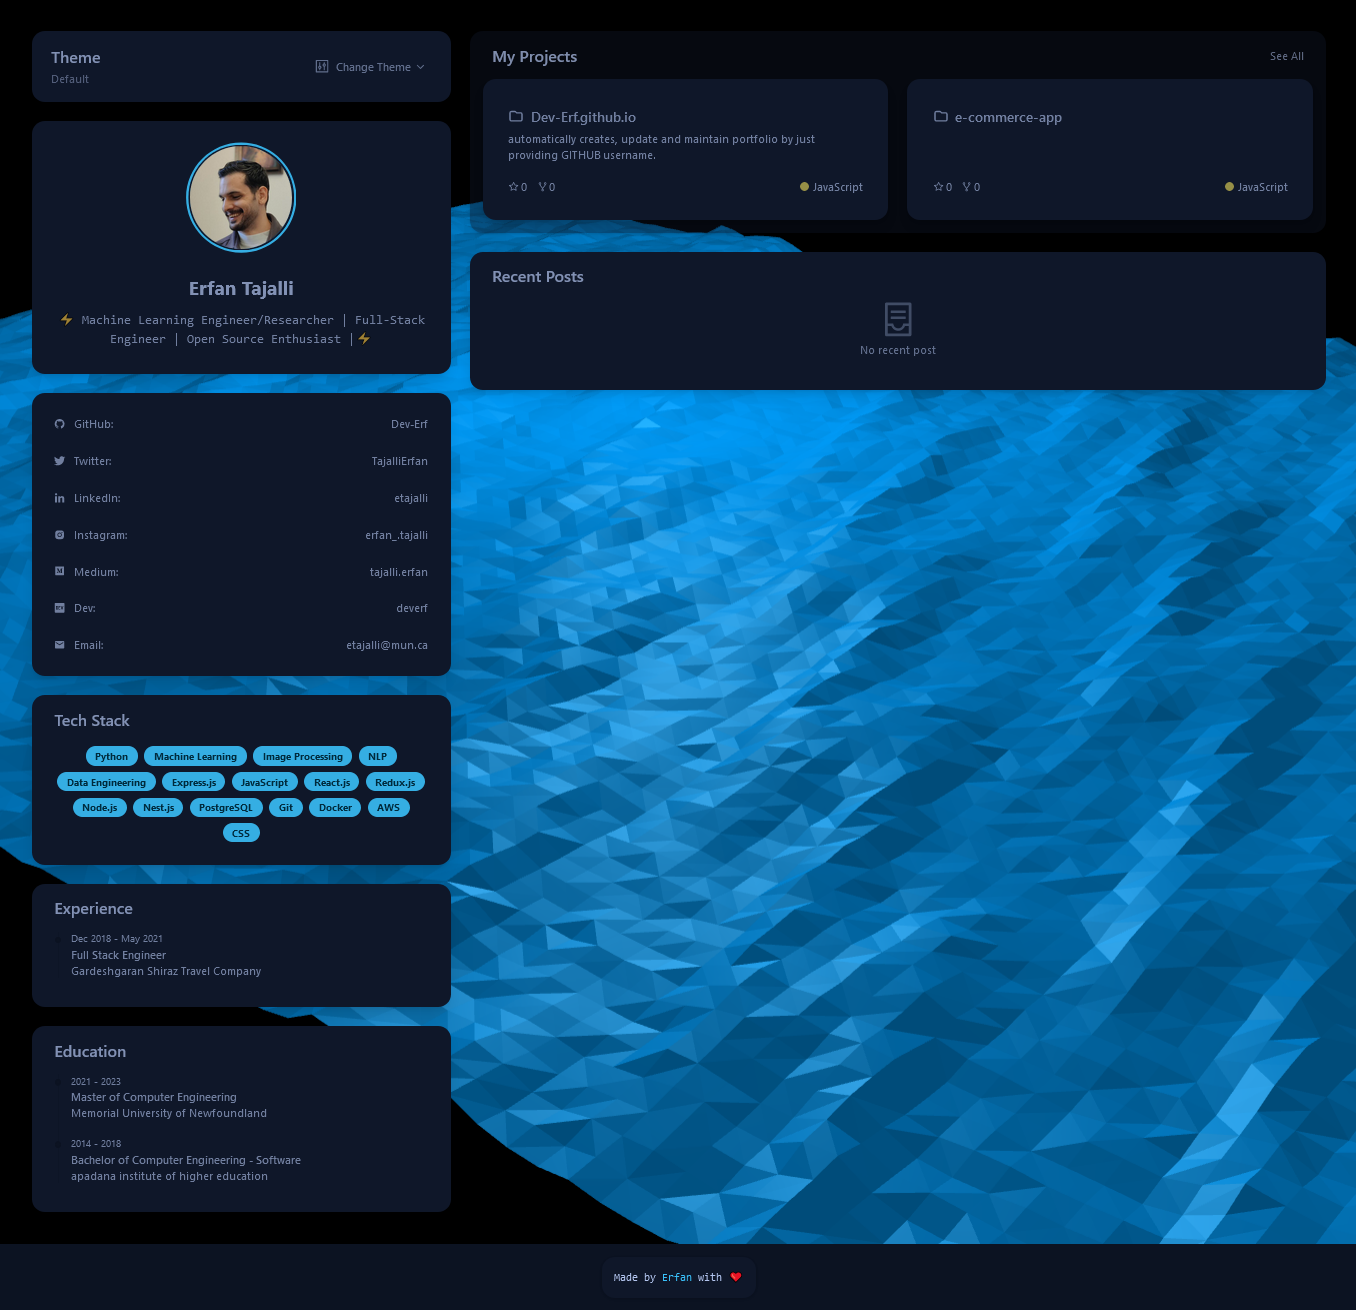 Theme
Default
Change Theme
Erfan Tajalli
⚡ Machine Learning Engineer/Researcher | Full-Stack
Engineer | Open Source Enthusiast |⚡
GitHub: Dev-Erf
Twitter: TajalliErfan
LinkedIn: etajalli
Instagram: erfan_.tajalli
Medium: tajalli.erfan
Dev: deverf
Email: etajalli@mun.ca
Tech Stack
Python Machine Learning Image Processing NLP
Data Engineering Express.js JavaScript React.js Redux.js
Node.js Nest.js PostgreSQL Git Docker AWS
CSS
Experience
Dec 2018 - May 2021
Full Stack Engineer
Gardeshgaran Shiraz Travel Company
Education
2021 - 2023
Master of Computer Engineering
Memorial University of Newfoundland
2014 - 2018
Bachelor of Computer Engineering - Software
apadana institute of higher education
My Projects See All
Dev-Erf.github.io
automatically creates, update and maintain portfolio by just
providing GITHUB username.
0 0 JavaScript
e-commerce-app
0 0 JavaScript
Recent Posts
No recent post
Made by Erfan with ❤️